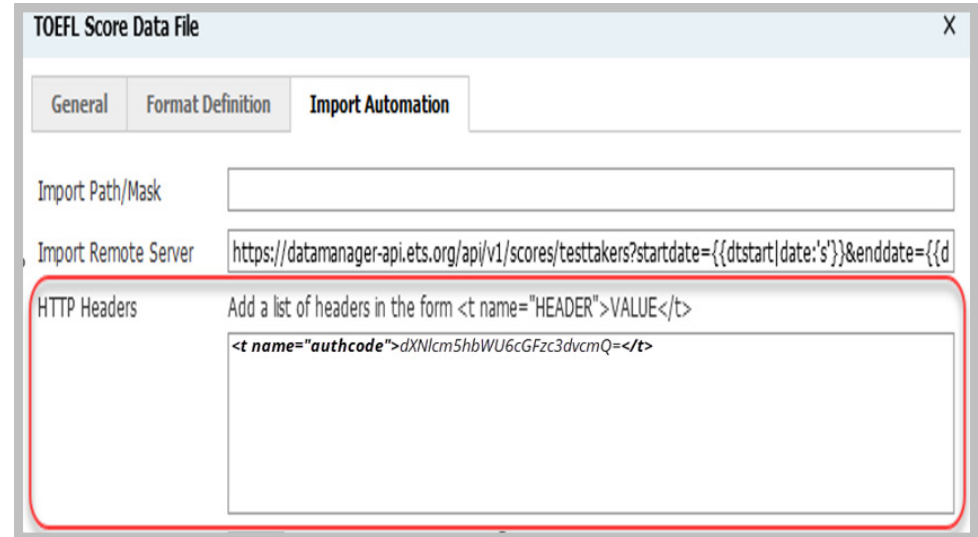 TOEFL Score Data File X
General Format Definition Import Automation
Import Path/Mask
Import Remote Server https://datamanager-api.ets.org/api/v1/scores/testtakers?startdate={{dtstart|date:'s'}}&enddate={{d
HTTP Headers Add a list of headers in the form <t name="HEADER">VALUE</t>
<t name="authcode">dXNlcm5hbWU6cGFzc3dvcmQ=</t>